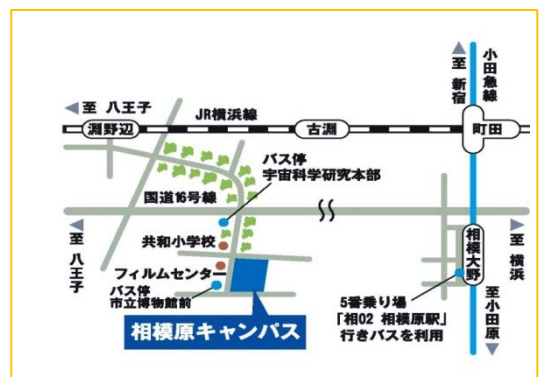 至 新宿
小田急線
至 八王子
JR横浜線
淵野辺
古淵
町田
バス停
宇宙科学研究本部
国道16号線
至 八王子
共和小学校
相模大野
至 横浜
フィルムセンター
バス停
市立博物館前
5番乗り場
「相02 相模原駅」
行きバスを利用
至小田原
相模原キャンパス